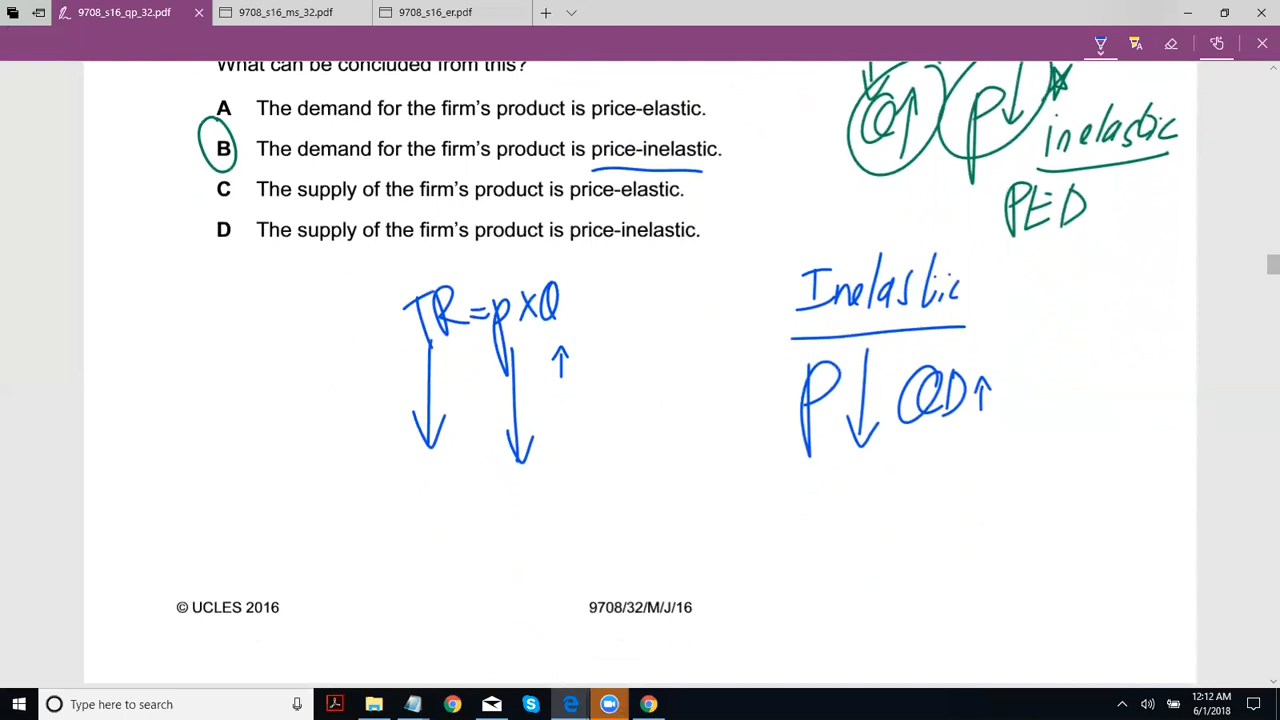 9708_s16_qp_32.pdf
9708_s16_ms_32.pdf
9708_s16_er.pdf
What can be concluded from this?
A The demand for the firm's product is price-elastic.
B The demand for the firm's product is price-inelastic.
C The supply of the firm's product is price-elastic.
D The supply of the firm's product is price-inelastic.
Q↑ P↓
inelastic
PED
TR=P×Q
Inelastic
P↓ QD↑
© UCLES 2016
9708/32/M/J/16
Type here to search
12:12 AM
6/1/2018